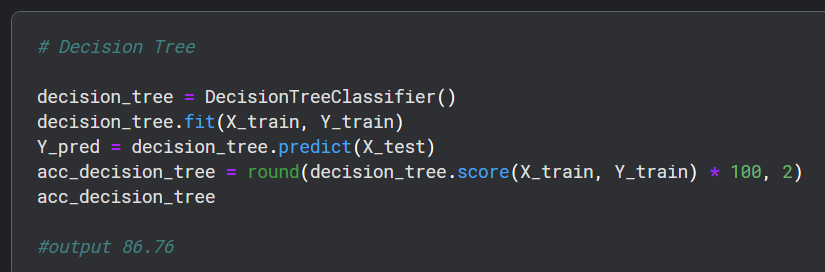 # Decision Tree
decision_tree = DecisionTreeClassifier()
decision_tree.fit(X_train, Y_train)
Y_pred = decision_tree.predict(X_test)
acc_decision_tree = round(decision_tree.score(X_train, Y_train) * 100, 2)
acc_decision_tree
#output 86.76